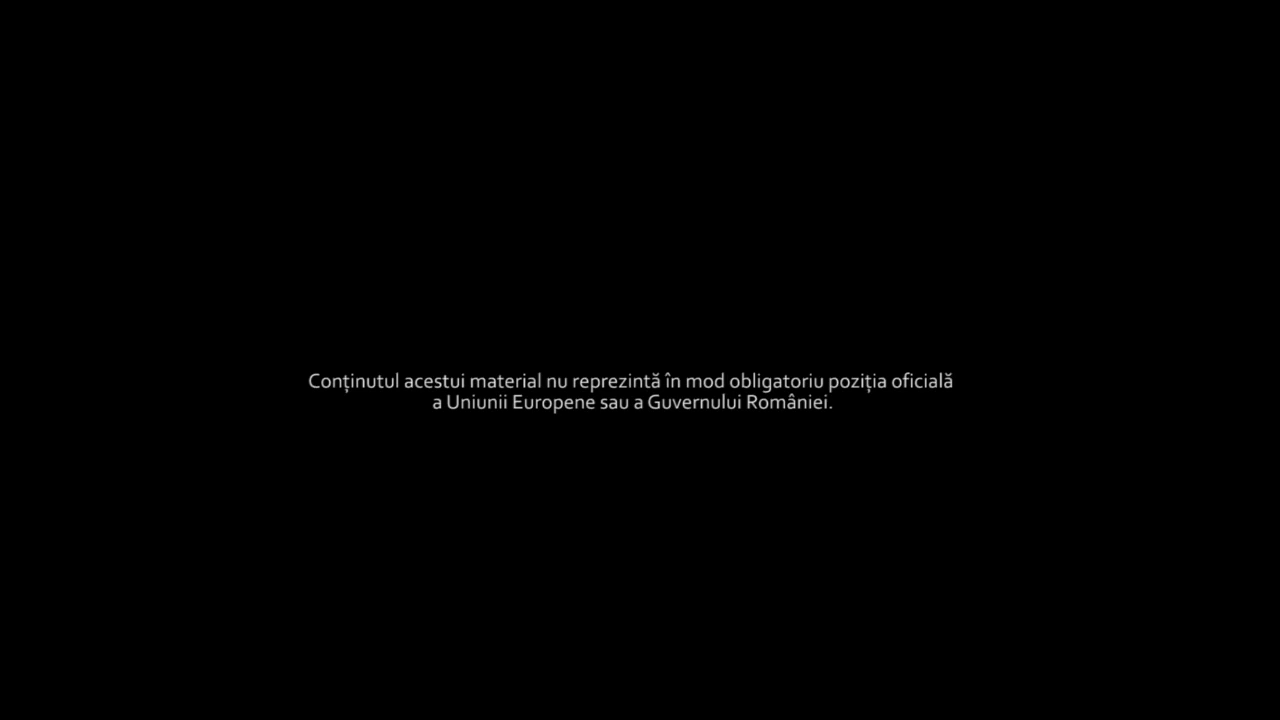 Conținutul acestui material nu reprezintă în mod obligatoriu poziția oficială
a Uniunii Europene sau a Guvernului României.